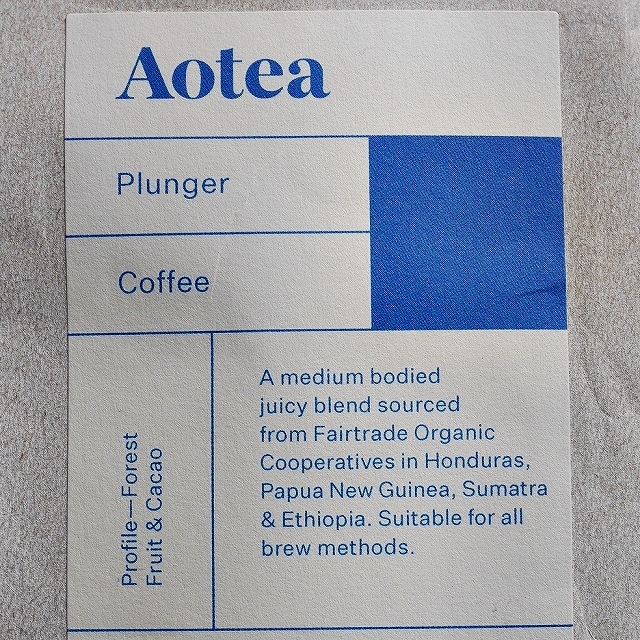 Aotea
Plunger
Coffee
Profile—Forest
Fruit & Cacao
A medium bodied
juicy blend sourced
from Fairtrade Organic
Cooperatives in Honduras,
Papua New Guinea, Sumatra
& Ethiopia. Suitable for all
brew methods.